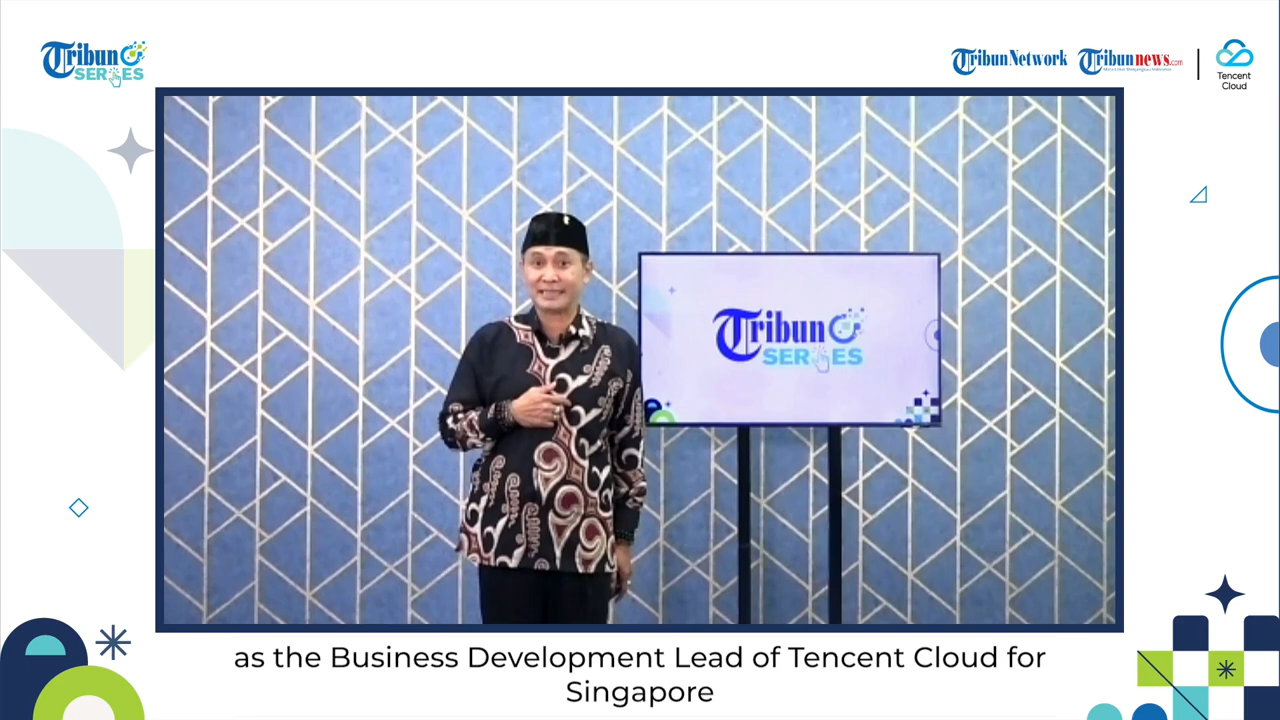 Tribun
SERIES
TribunNetwork
Tribunnews.com
Tencent
Cloud
Tribun
SERIES
as the Business Development Lead of Tencent Cloud for
Singapore